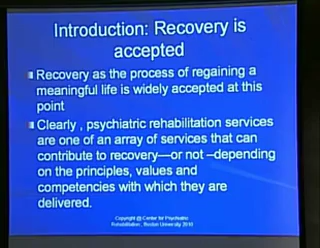 Introduction: Recovery is
accepted
Recovery as the process of regaining a
meaningful life is widely accepted at this
point
Clearly , psychiatric rehabilitation services
are one of an array of services that can
contribute to recovery—or not –depending
on the principles, values and
competencies with which they are
delivered.
Copyright @ Center for Psychiatric
Rehabilitation, Boston University 2010